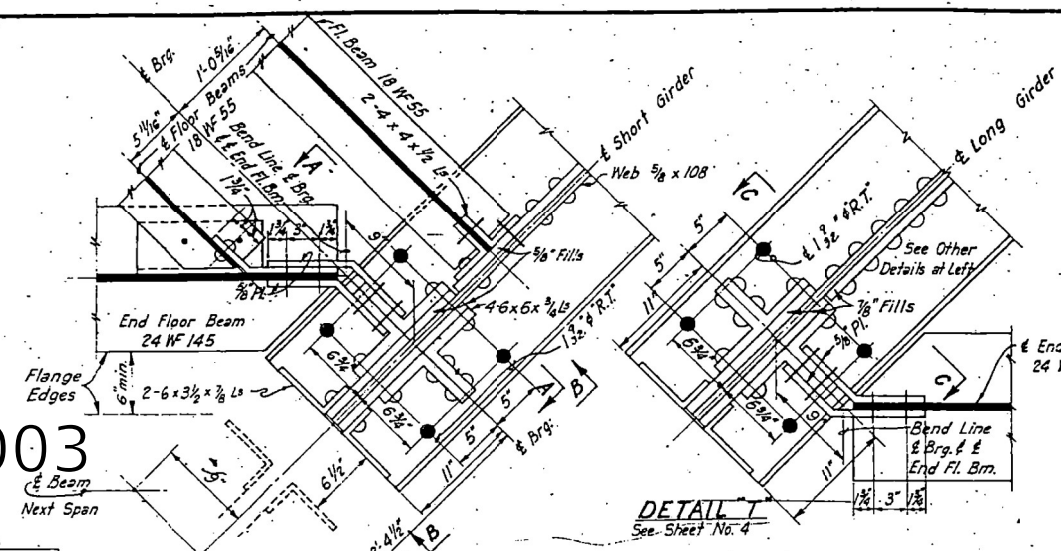 ℄ Brg.
1'-0 5/16"
5 11/16"
℄ Floor Beams
18 WF 55
Fl. Beam 18 WF 55
2-4 x 4 x 1/2 Ls
Bend Line, ℄ Brg.
& ℄ End Fl. Bm.
A
1 3/4 3" 1 3/4
9"
5/8" Pl.
End Floor Beam
24 WF 145
Flange
Edges
6" min.
2-6 x 3 1/2 x 7/8 Ls
003
℄ Beam
Next Span
6 3/4"
6 3/4"
6 1/2"
11"
5"
5"
℄ Brg.
A
B
B
℄ Short Girder
Web 5/8 x 108
5/8" Fills
4-6 x 6 x 3/4 Ls
1 9/32" ϕ "R.T."
℄ Long Girder
C
5"
5"
11"
℄ 1 9/32" ϕ "R.T."
See Other
Details at Left
7/8" Fills
5/8" Pl.
6 3/4"
6 3/4"
9"
11"
C
℄ End
24
Bend Line
℄ Brg. & ℄
End Fl. Bm.
1 3/4 3" 1 3/4
DETAIL "T"
See Sheet No. 4